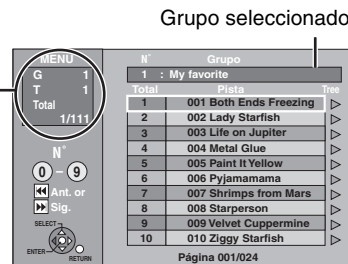 Grupo seleccionado
MENU
G 1
T 1
Total
1/111
N°
0 – 9
Ant. or
Sig.
SELECT
ENTER
RETURN
N° Grupo
1 : My favorite
Total Pista Tree
1 001 Both Ends Freezing
2 002 Lady Starfish
3 003 Life on Jupiter
4 004 Metal Glue
5 005 Paint It Yellow
6 006 Pyjamamama
7 007 Shrimps from Mars
8 008 Starperson
9 009 Velvet Cuppermine
10 010 Ziggy Starfish
Página 001/024